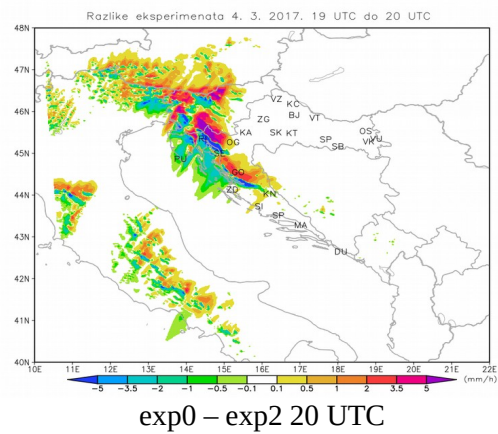 Razlike eksperimenata 4. 3. 2017. 19 UTC do 20 UTC
48N
47N
46N
45N
44N
43N
42N
41N
40N
VZ
KC
ZG
BJ
VT
KA
SK
KT
OG
SP
SB
OS
VU
VK
PU
GO
ZD
KN
SI
SP
MA
DU
10E 11E 12E 13E 14E 15E 16E 17E 18E 19E 20E 21E 22E
-5 -3.5 -2 -1 -0.5 -0.1 0.1 0.5 1 2 3.5 5 (mm/h)
exp0 – exp2 20 UTC